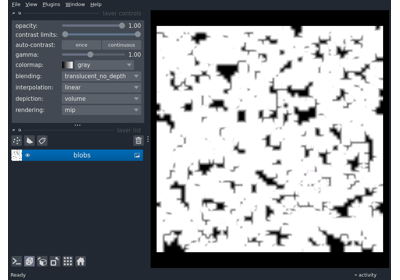 File View Plugins Window Help
layer controls
opacity: 1.00
contrast limits:
auto-contrast: once continuous
gamma: 1.00
colormap: gray
blending: translucent_no_depth
interpolation: linear
depiction: volume
rendering: mip
layer list
blobs
Ready
activity